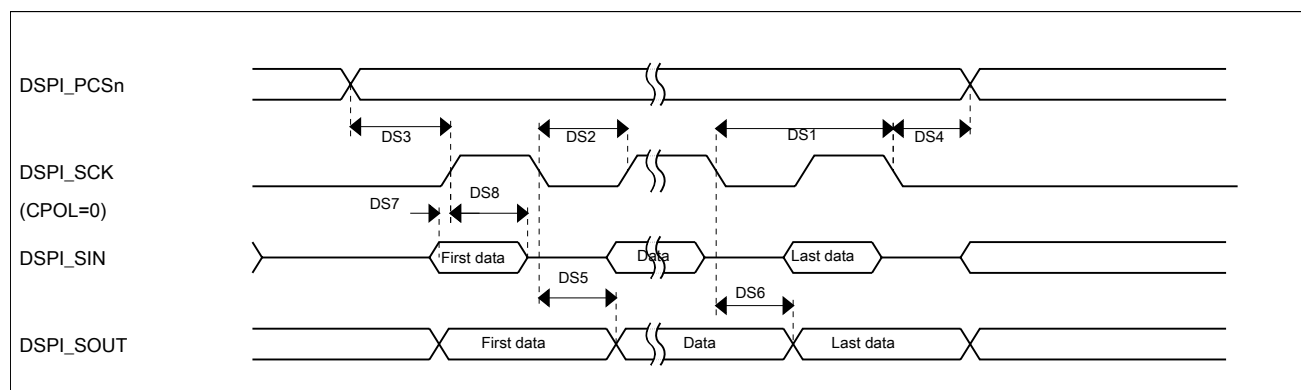 DSPI_PCSn
DS3
DS2
DS1
DS4
DSPI_SCK
(CPOL=0)
DS7
DS8
DSPI_SIN
First data
Data
Last data
DS5
DS6
DSPI_SOUT
First data
Data
Last data